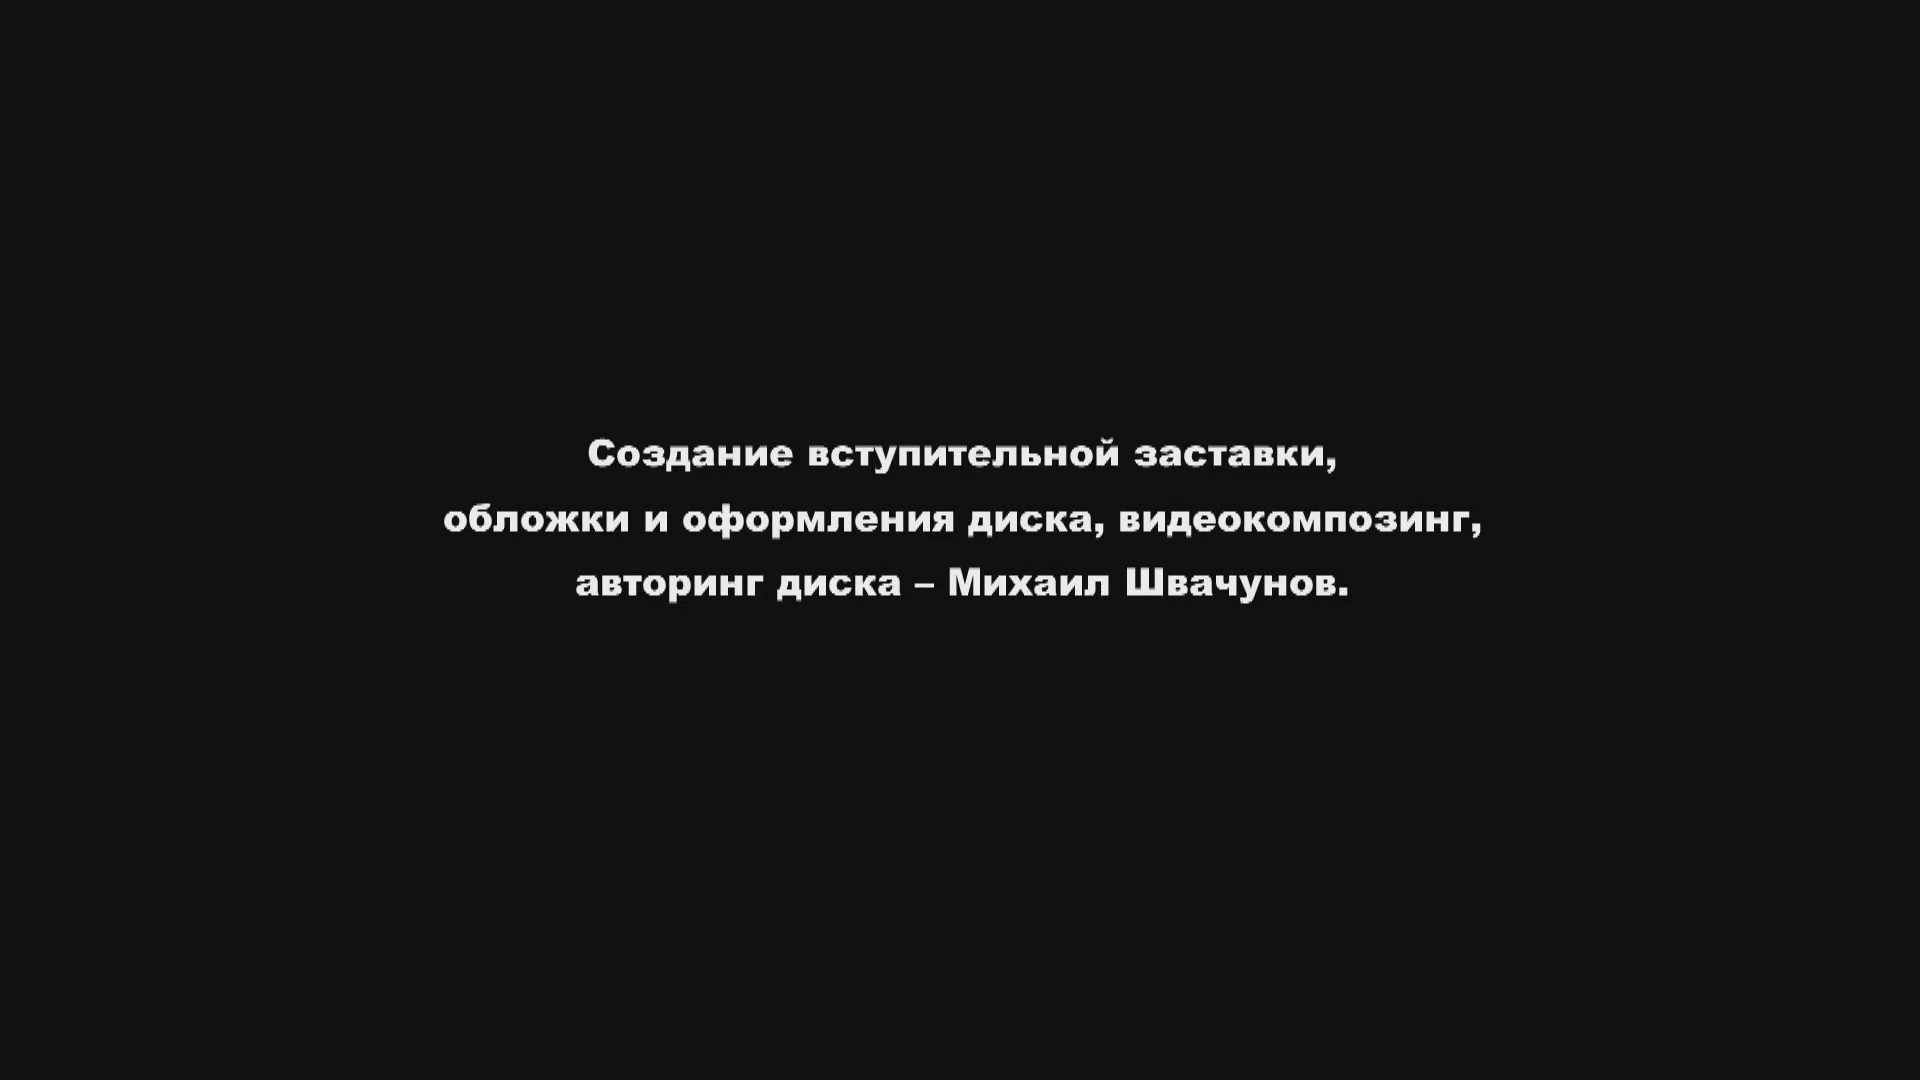 Создание вступительной заставки,
обложки и оформления диска, видеокомпозинг,
авторинг диска – Михаил Швачунов.